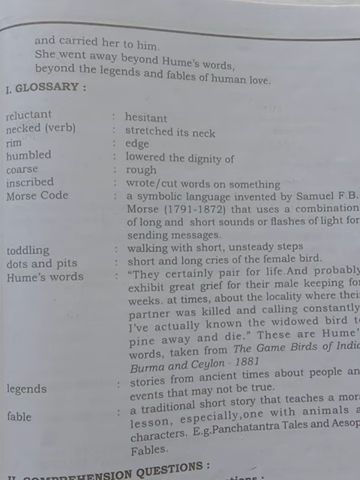 and carried her to him.
She went away beyond Hume's words,
beyond the legends and fables of human love.
I. GLOSSARY :
reluctant : hesitant
necked (verb) : stretched its neck
rim : edge
humbled : lowered the dignity of
coarse : rough
inscribed : wrote/cut words on something
Morse Code : a symbolic language invented by Samuel F.B.
Morse (1791-1872) that uses a combination
of long and short sounds or flashes of light for
sending messages.
toddling : walking with short, unsteady steps
dots and pits : short and long cries of the female bird.
Hume's words : "They certainly pair for life And probably
exhibit great grief for their male keeping for
weeks. at times, about the locality where their
partner was killed and calling constantly
I've actually known the widowed bird to
pine away and die." These are Hume'
words, taken from The Game Birds of India
Burma and Ceylon - 1881
legends : stories from ancient times about people an
events that may not be true.
fable : a traditional short story that teaches a mor
lesson, especially,one with animals a
characters. E.g.Panchatantra Tales and Aesop
Fables.
II. COMPREHENSION QUESTIONS :